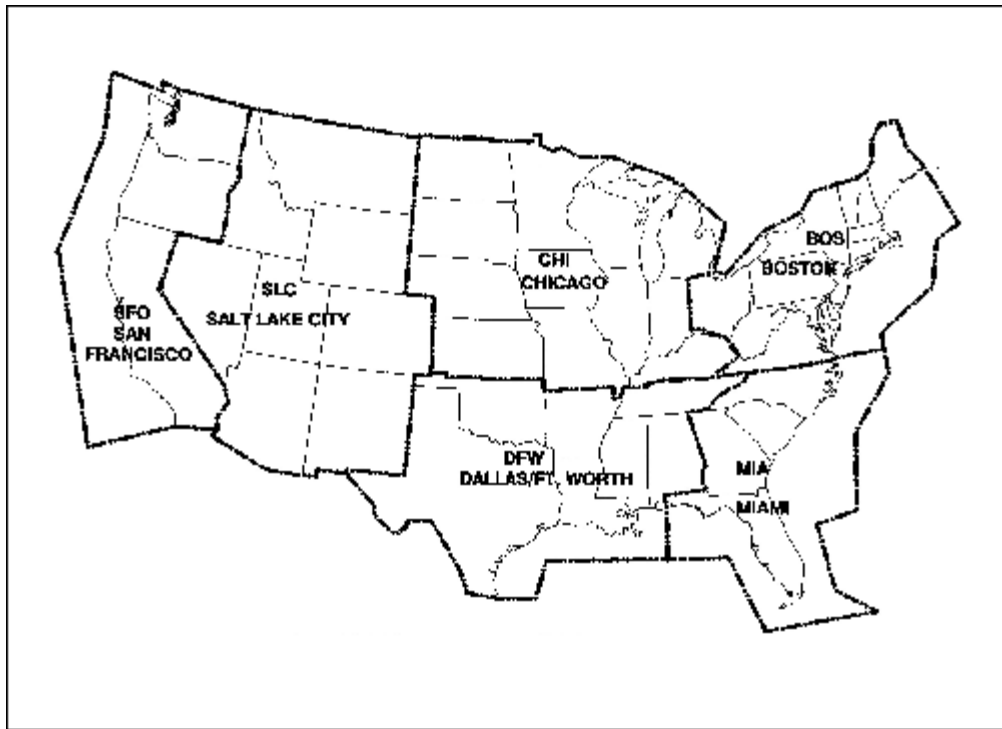 BOS
BOSTON
CHI
CHICAGO
SLC
SALT LAKE CITY
SFO
SAN
FRANCISCO
DFW
DALLAS/FT. WORTH
MIA
MIAMI